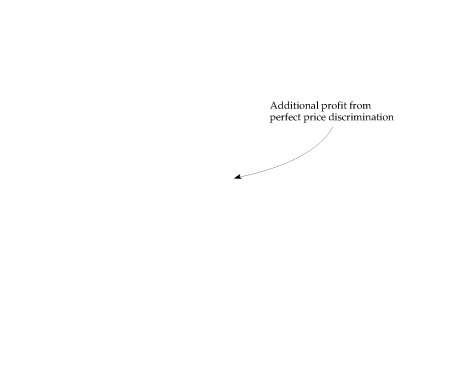 Additional profit from
perfect price discrimination